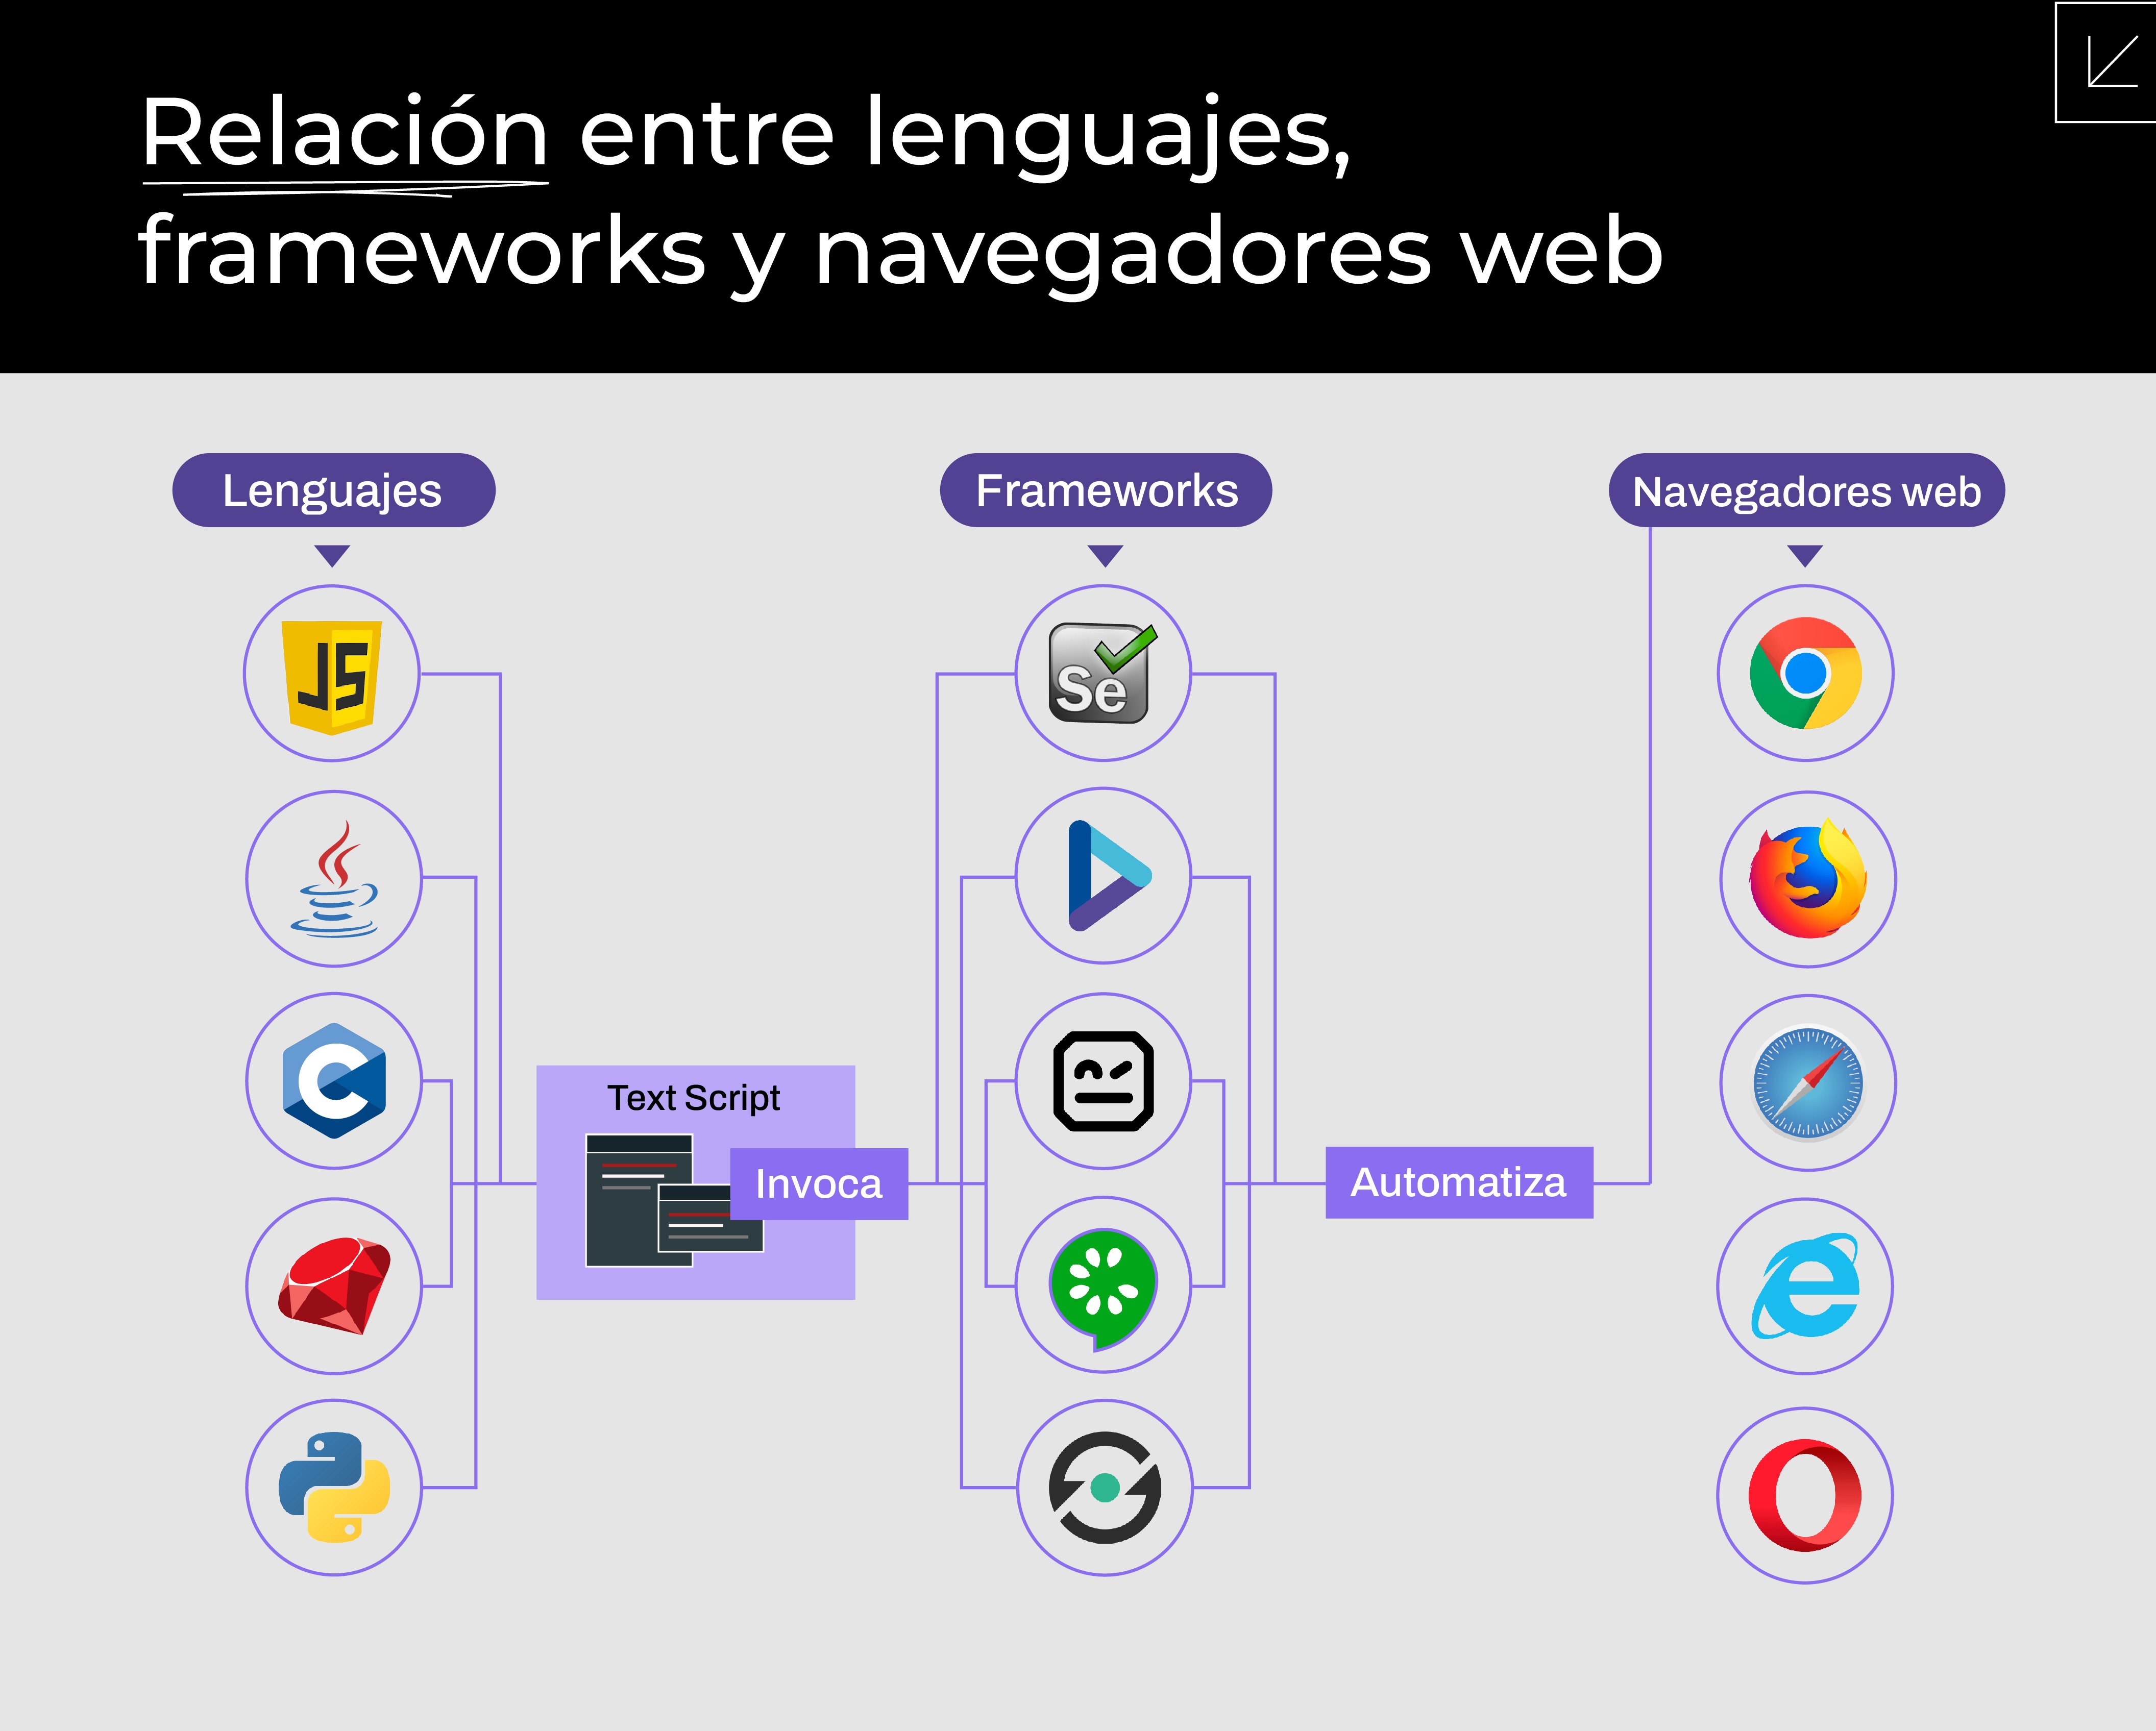 Relación entre lenguajes,
frameworks y navegadores web
Lenguajes
Frameworks
Navegadores web
JS
Se
Text Script
Invoca
Automatiza